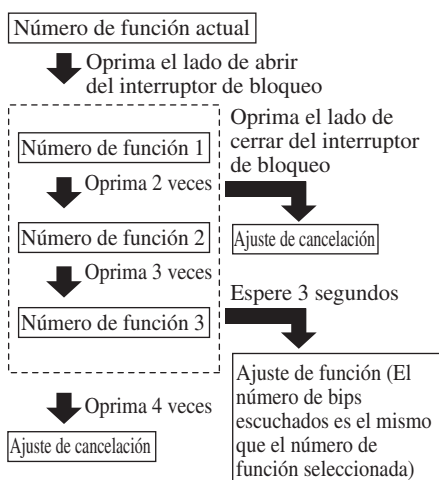 Número de función actual
Oprima el lado de abrir
del interruptor de bloqueo
Oprima el lado de
cerrar del interruptor
de bloqueo
Número de función 1
Oprima 2 veces
Ajuste de cancelación
Número de función 2
Oprima 3 veces
Espere 3 segundos
Número de función 3
Ajuste de función (El
número de bips
escuchados es el mismo
que el número de
función seleccionada)
Oprima 4 veces
Ajuste de cancelación